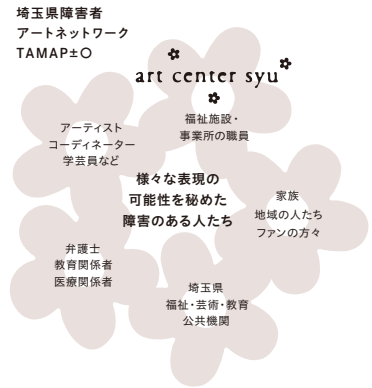 埼玉県障害者
アートネットワーク
TAMAP±〇
art center syu
福祉施設・
事業所の職員
アーティスト
コーディネーター
学芸員など
様々な表現の
可能性を秘めた
障害のある人たち
家族
地域の人たち
ファンの方々
弁護士
教育関係者
医療関係者
埼玉県
福祉・芸術・教育
公共機関